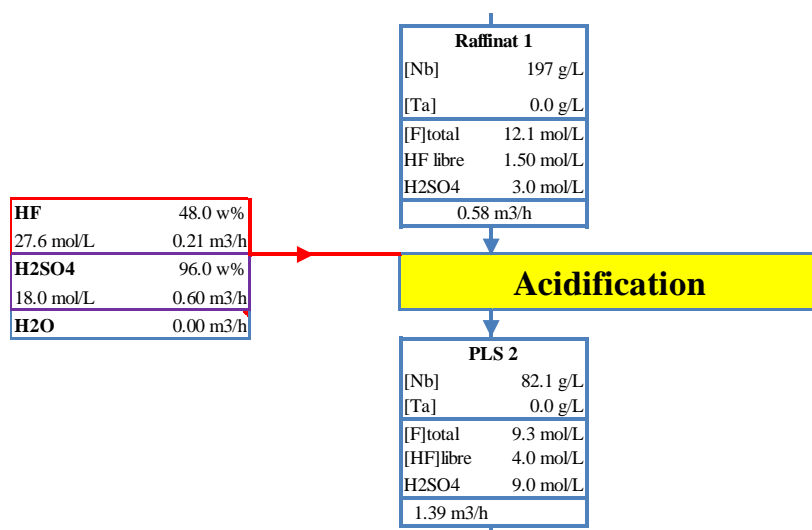 Raffinat 1
[Nb] 197 g/L
[Ta] 0.0 g/L
[F]total 12.1 mol/L
HF libre 1.50 mol/L
H2SO4 3.0 mol/L
0.58 m3/h
HF 48.0 w%
27.6 mol/L 0.21 m3/h
H2SO4 96.0 w%
18.0 mol/L 0.60 m3/h
H2O 0.00 m3/h
Acidification
PLS 2
[Nb] 82.1 g/L
[Ta] 0.0 g/L
[F]total 9.3 mol/L
[HF]libre 4.0 mol/L
H2SO4 9.0 mol/L
1.39 m3/h